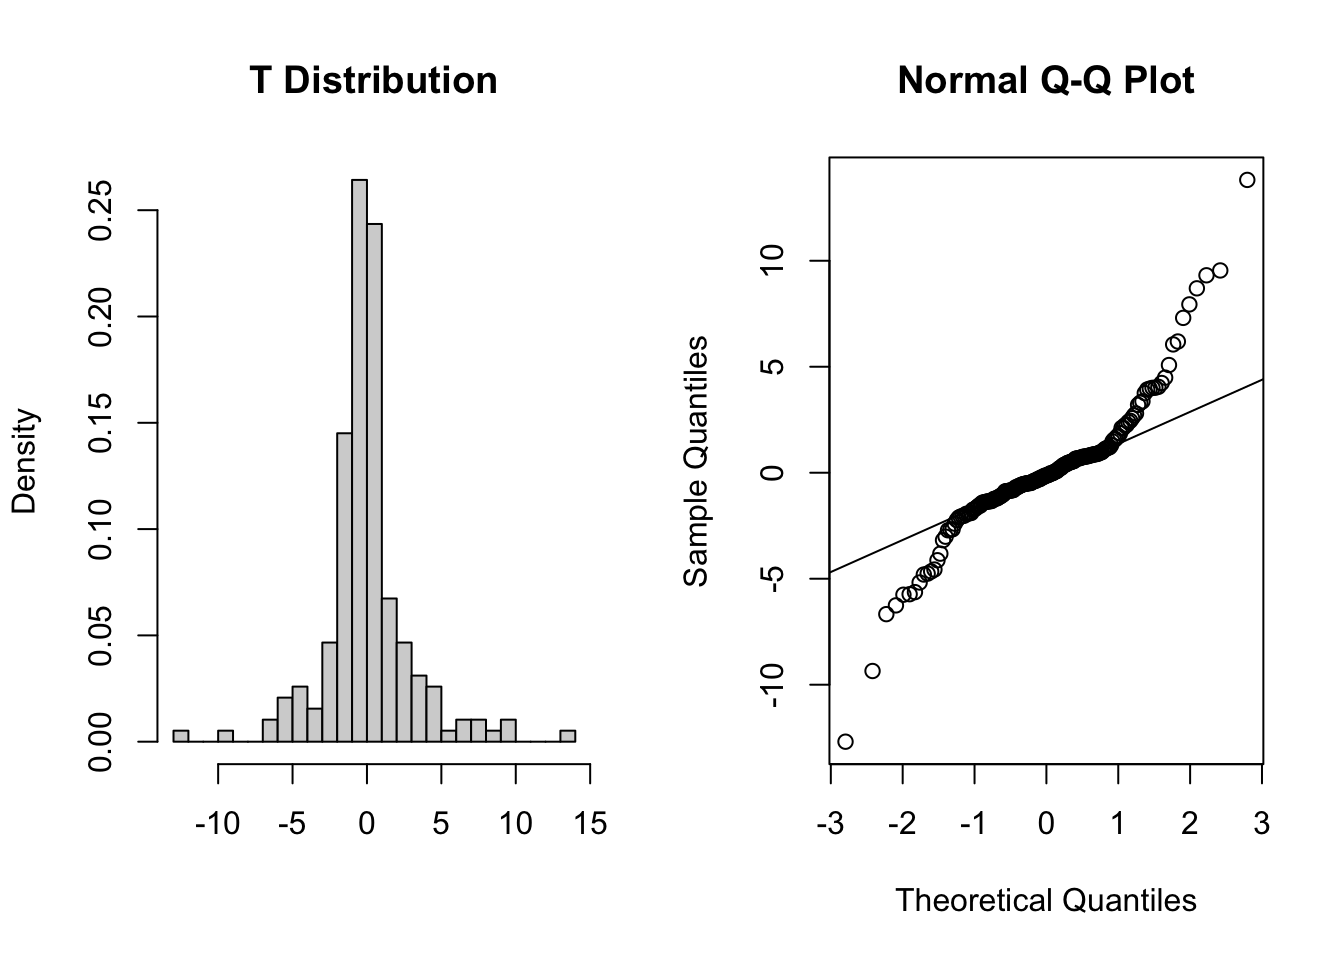 T Distribution
Density
0.00 0.05 0.10 0.15 0.20 0.25
-10 -5 0 5 10 15
Normal Q-Q Plot
Sample Quantiles
-10 -5 0 5 10
-3 -2 -1 0 1 2 3
Theoretical Quantiles